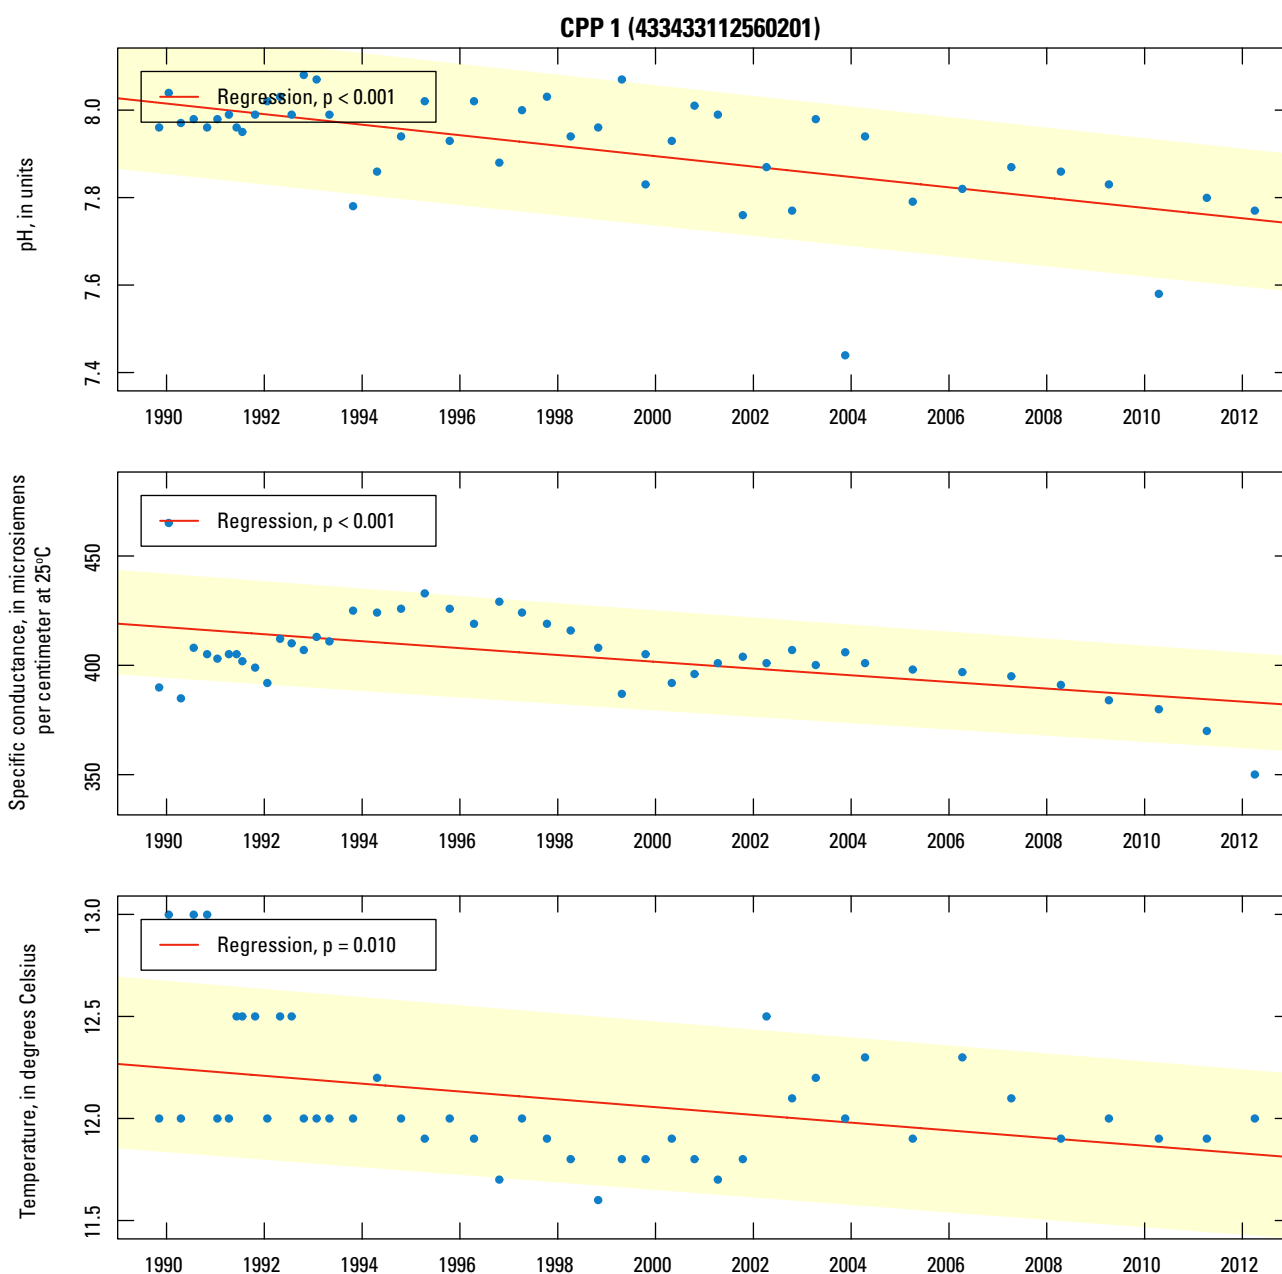 CPP 1 (433433112560201)
pH, in units
8.0
7.8
7.6
7.4
Regression, p < 0.001
1990 1992 1994 1996 1998 2000 2002 2004 2006 2008 2010 2012
Specific conductance, in microsiemens
per centimeter at 25°C
450
400
350
Regression, p < 0.001
1990 1992 1994 1996 1998 2000 2002 2004 2006 2008 2010 2012
Temperature, in degrees Celsius
13.0
12.5
12.0
11.5
Regression, p = 0.010
1990 1992 1994 1996 1998 2000 2002 2004 2006 2008 2010 2012